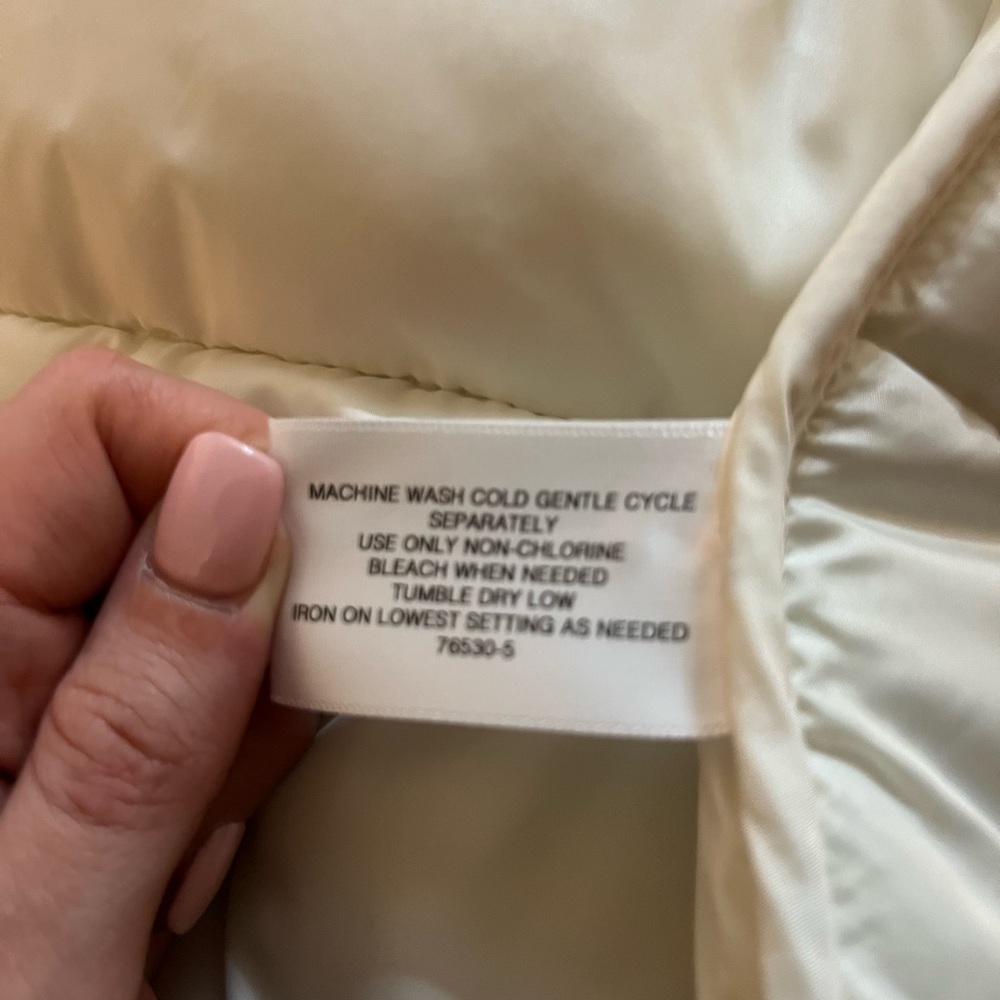 MACHINE WASH COLD GENTLE CYCLE
SEPARATELY
USE ONLY NON-CHLORINE
BLEACH WHEN NEEDED
TUMBLE DRY LOW
IRON ON LOWEST SETTING AS NEEDED
76530-5